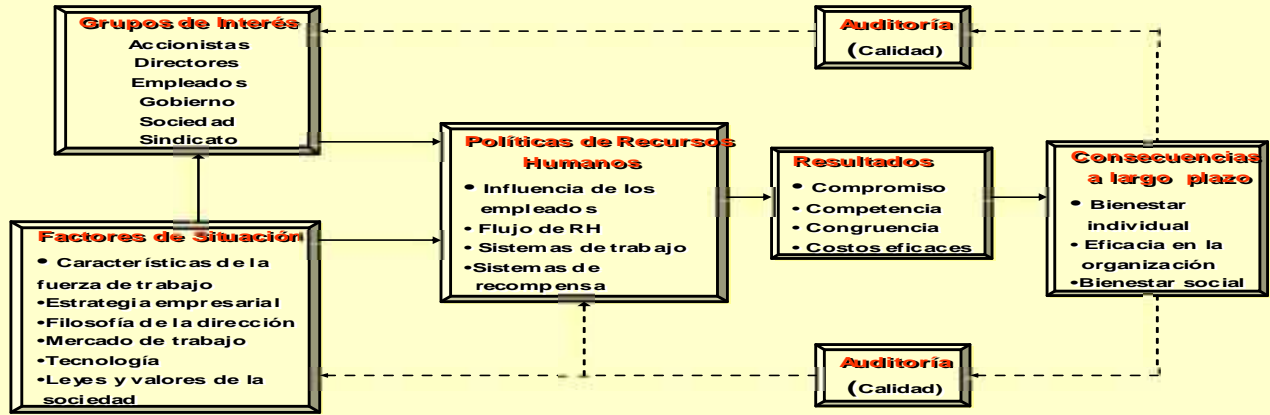 Grupos de Interés
Accionistas
Directores
Empleados
Gobierno
Sociedad
Sindicato
Factores de Situación
• Características de la
fuerza de trabajo
•Estrategia empresarial
•Filosofía de la dirección
•Mercado de trabajo
•Tecnología
•Leyes y valores de la
sociedad
Políticas de Recursos
Humanos
• Influencia de los
empleados
• Flujo de RH
• Sistemas de trabajo
•Sistemas de
recompensa
Resultados
• Compromiso
• Competencia
• Congruencia
• Costos eficaces
Auditoría
(Calidad)
Consecuencias
a largo plazo
• Bienestar
individual
• Eficacia en la
organización
•Bienestar social
Auditoría
(Calidad)